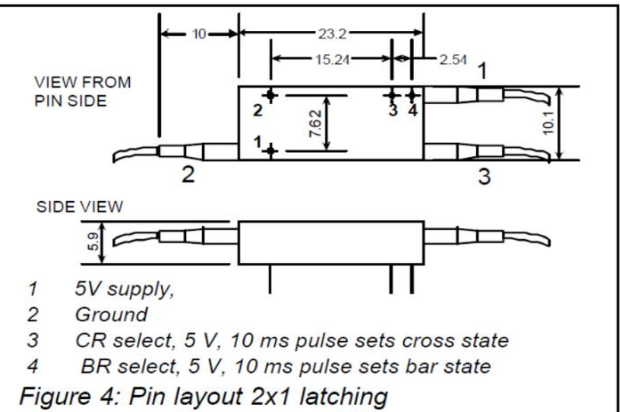 10
23.2
15.24
2.54
1
VIEW FROM
PIN SIDE
2
3 4
7.62
10.1
1
2
3
SIDE VIEW
5.9
1 5V supply,
2 Ground
3 CR select, 5 V, 10 ms pulse sets cross state
4 BR select, 5 V, 10 ms pulse sets bar state
Figure 4: Pin layout 2x1 latching